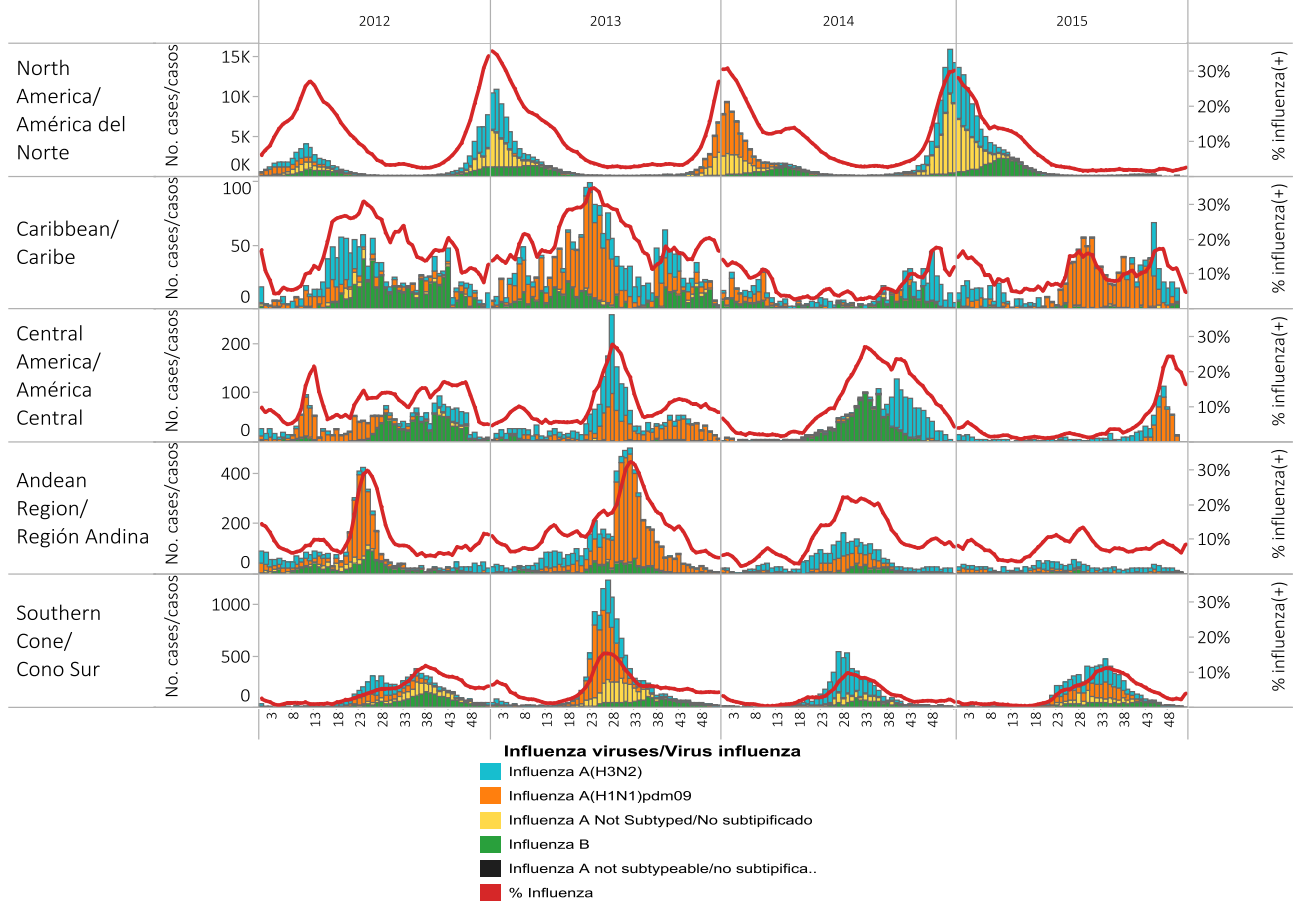 2012 2013 2014 2015
North
America/
América del
Norte
No. cases/casos
15K
10K
5K
0K
30%
20%
10%
% influenza(+)
Caribbean/
Caribe
No. cases/casos
100
50
0
30%
20%
10%
% influenza(+)
Central
America/
América
Central
No. cases/casos
200
100
0
30%
20%
10%
% influenza(+)
Andean
Region/
Región Andina
No. cases/casos
400
200
0
30%
20%
10%
% influenza(+)
Southern
Cone/
Cono Sur
No. cases/casos
1000
500
0
30%
20%
10%
% influenza(+)
3 8 13 18 23 28 33 38 43 48 3 8 13 18 23 28 33 38 43 48 3 8 13 18 23 28 33 38 43 48 3 8 13 18 23 28 33 38 43 48
Influenza viruses/Virus influenza
Influenza A(H3N2)
Influenza A(H1N1)pdm09
Influenza A Not Subtyped/No subtipificado
Influenza B
Influenza A not subtypeable/no subtipifica..
% Influenza